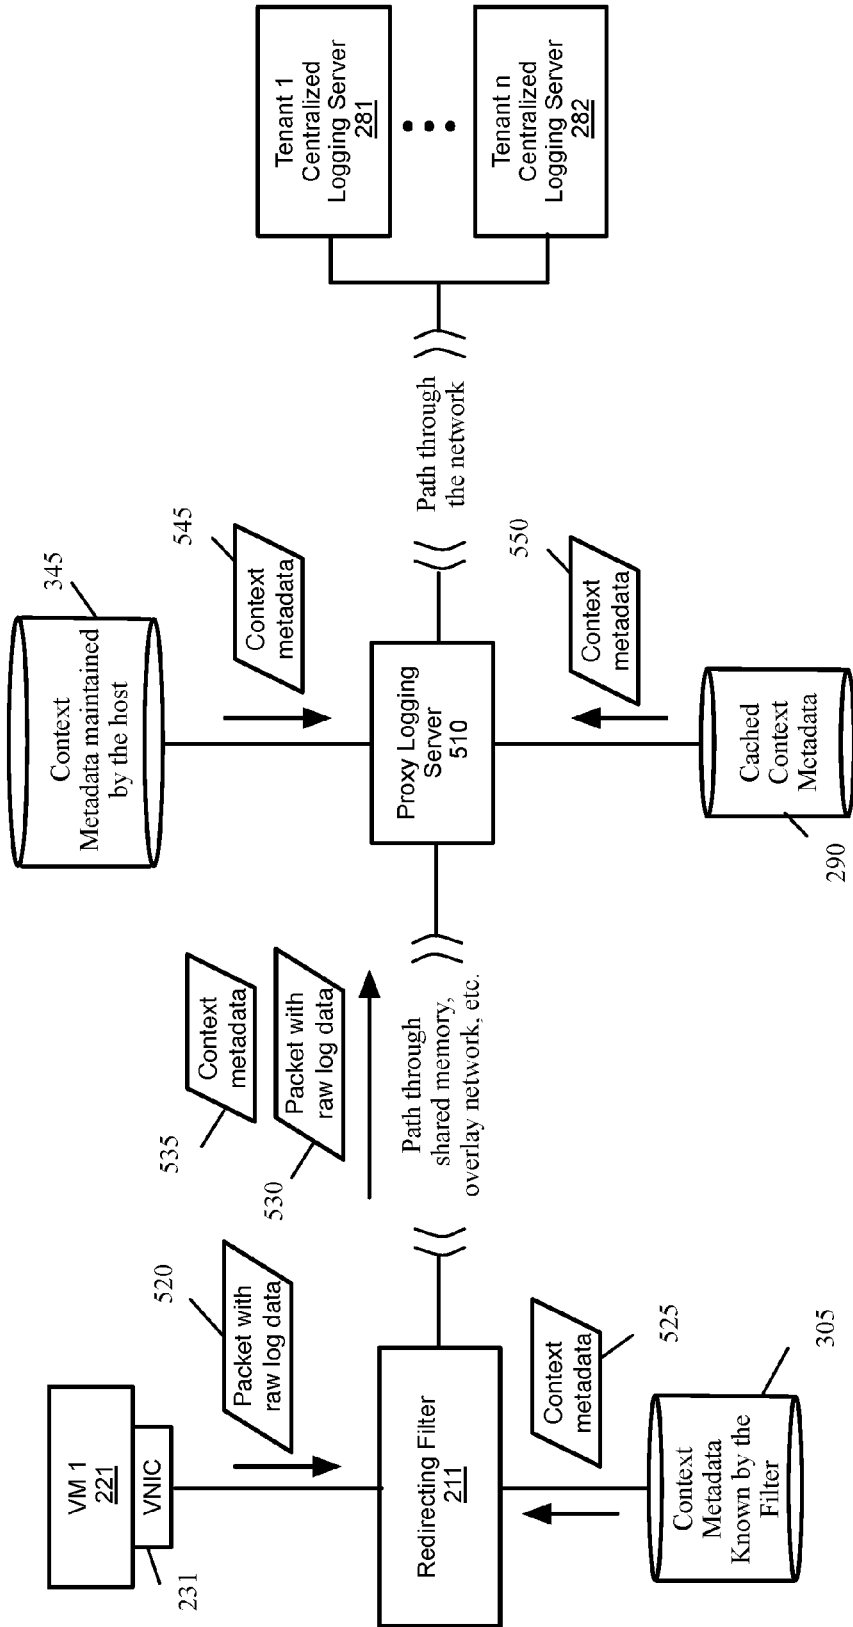 VM 1
221
VNIC
231
520
Packet with
raw log data
Redirecting Filter
211
Context
metadata
525
Context
Metadata
Known by the
Filter
305
535
Context
metadata
530
Packet with
raw log data
Path through
shared memory,
overlay network, etc.
Context
Metadata maintained
by the host
345
545
Context
metadata
Proxy Logging
Server
510
550
Context
metadata
Cached
Context
Metadata
290
Path through
the network
Tenant 1
Centralized
Logging Server
281
Tenant n
Centralized
Logging Server
282